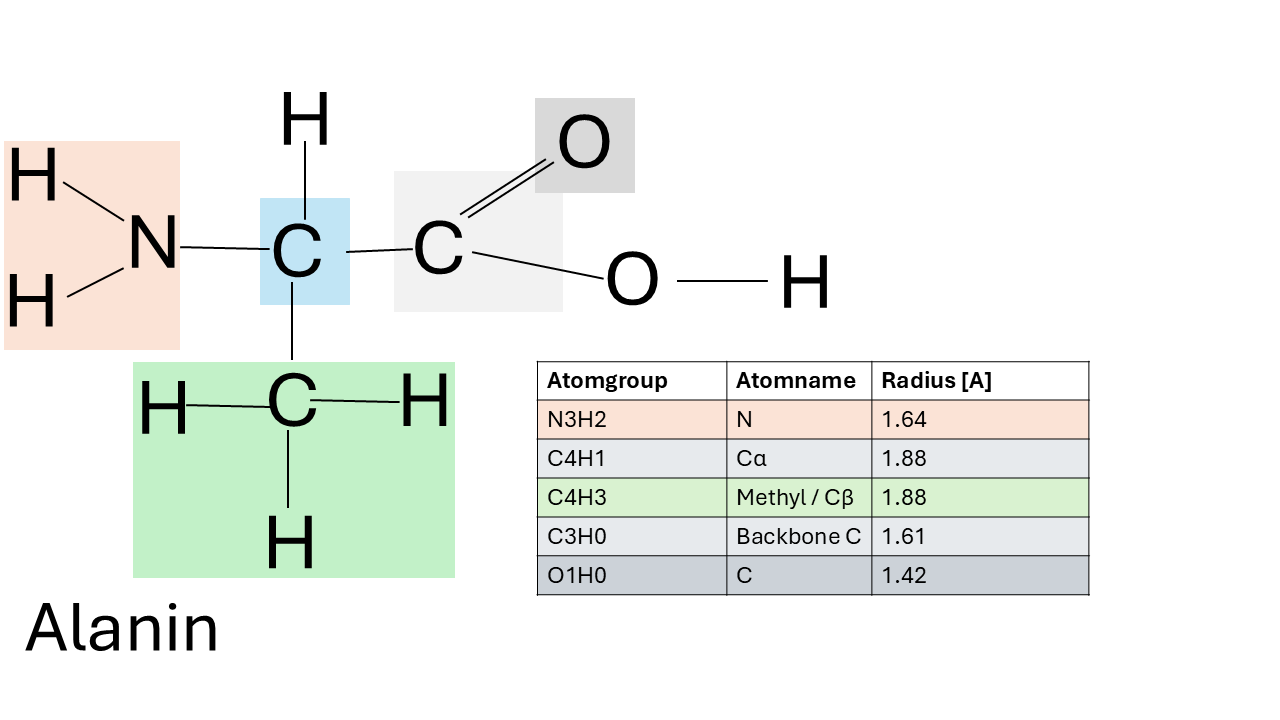 H
H
O
N
C
C
H
O
H
H
C
H
H
Atomgroup Atomname Radius [A]
N3H2 N 1.64
C4H1 Cα 1.88
C4H3 Methyl / Cβ 1.88
C3H0 Backbone C 1.61
O1H0 C 1.42
Alanin